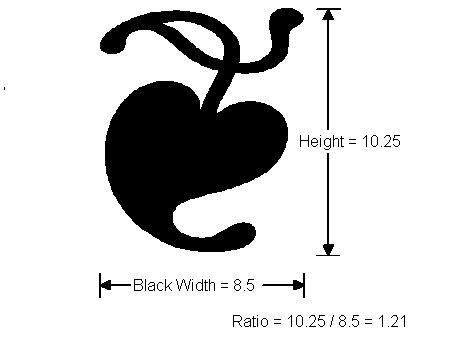 Height = 10.25
Black Width = 8.5
Ratio = 10.25 / 8.5 = 1.21